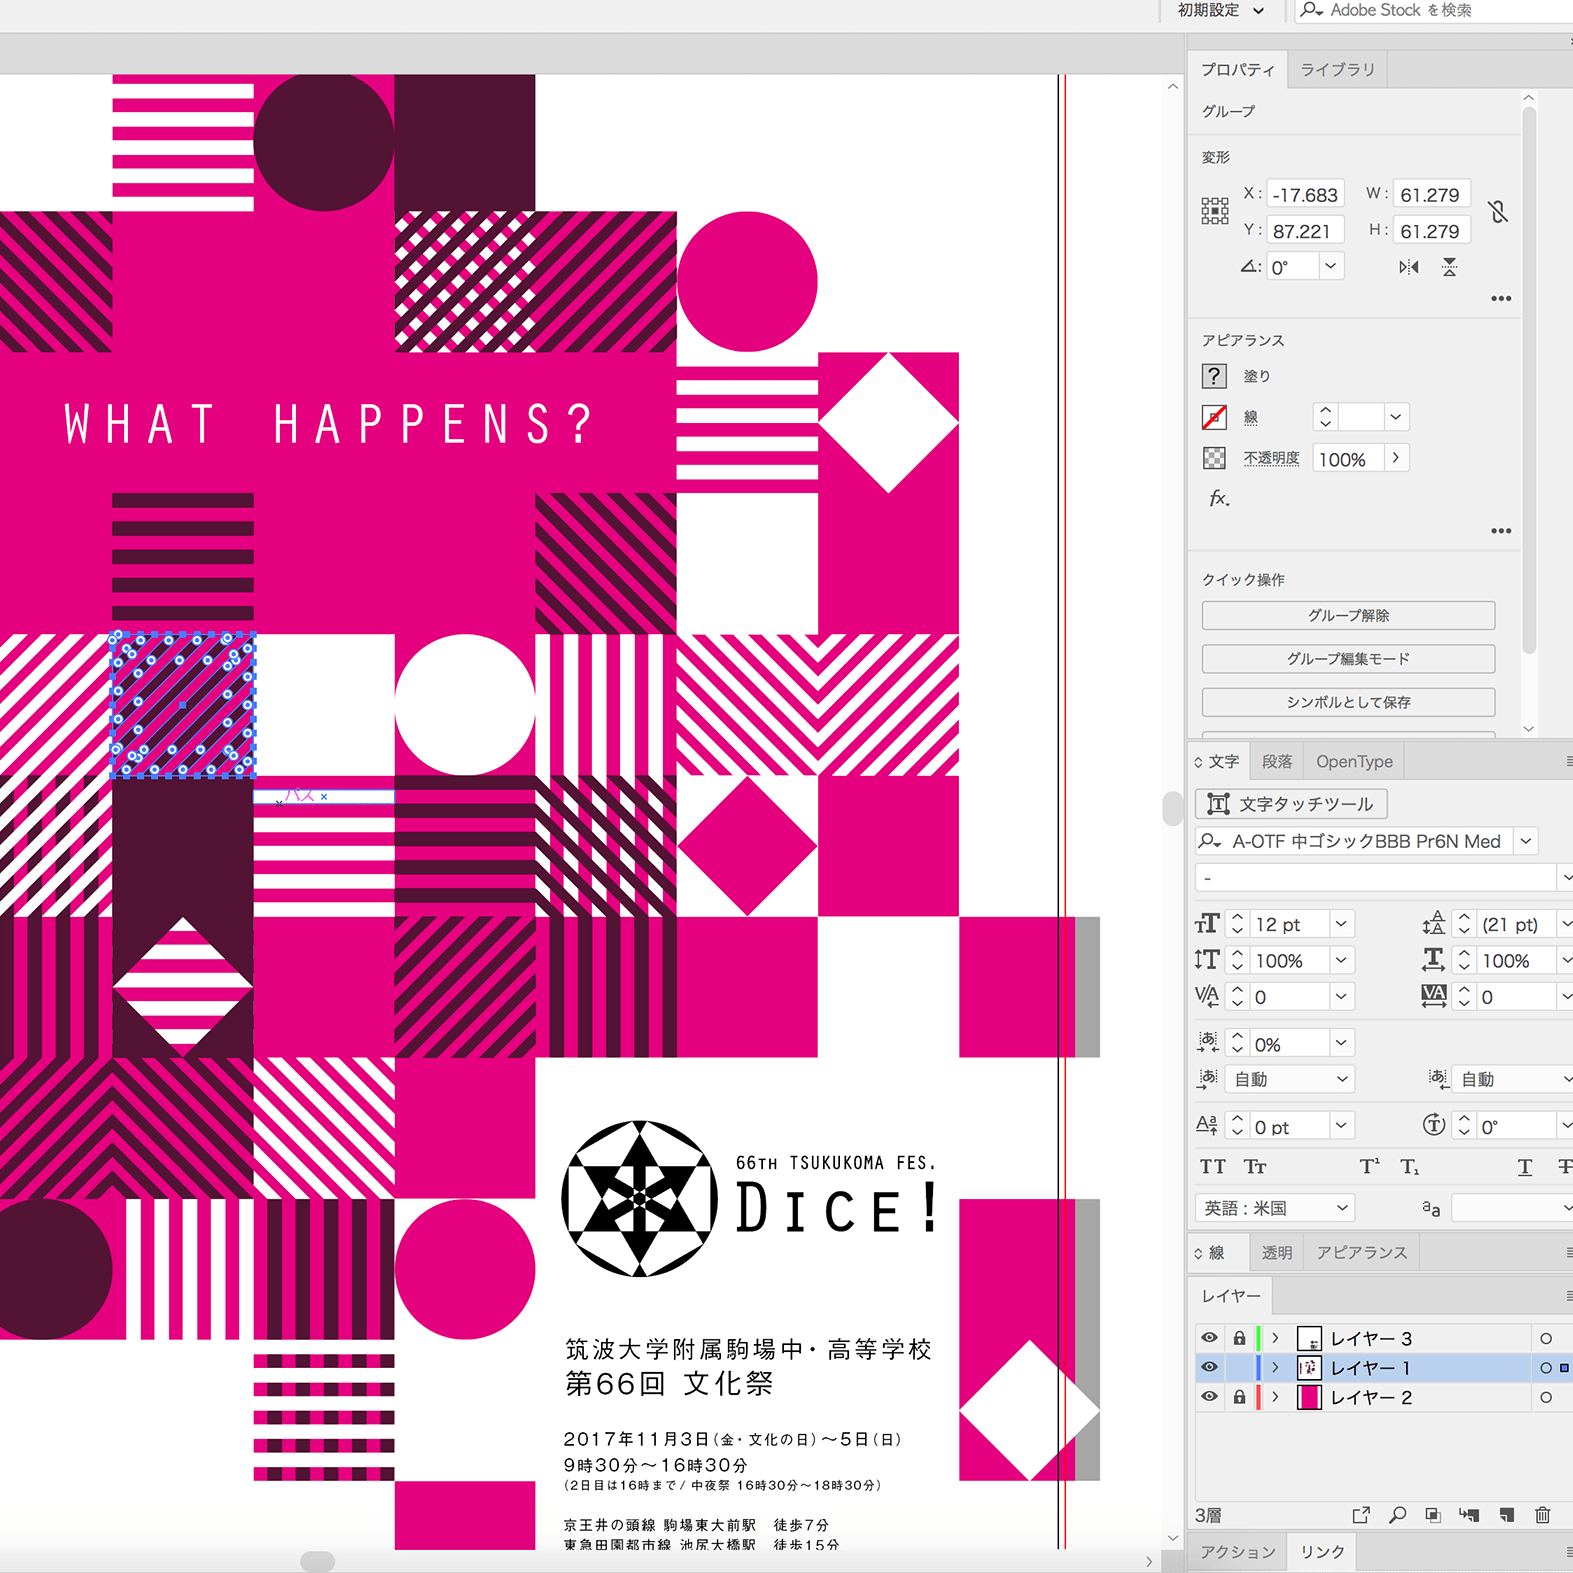 初期設定
Adobe Stock を検索
プロパティ
ライブラリ
グループ
変形
X :
-17.683
W :
61.279
Y :
87.221
H :
61.279
0°
アピアランス
?
塗り
線
不透明度
100%
fx.
クイック操作
グループ解除
グループ編集モード
シンボルとして保存
文字
段落
OpenType
文字タッチツール
A-OTF 中ゴシックBBB Pr6N Med
-
12 pt
(21 pt)
100%
100%
0
0
0%
自動
自動
0 pt
0°
英語 : 米国
線
透明
アピアランス
レイヤー
レイヤー 3
レイヤー 1
レイヤー 2
3層
アクション
リンク
WHAT HAPPENS?
パス
66TH TSUKUKOMA FES.
DICE!
筑波大学附属駒場中・高等学校
第66回 文化祭
2017年11月3日(金・文化の日)～5日(日)
9時30分～16時30分
(2日目は16時まで / 中夜祭 16時30分～18時30分)
京王井の頭線 駒場東大前駅 徒歩7分
東急田園都市線 池尻大橋駅 徒歩15分